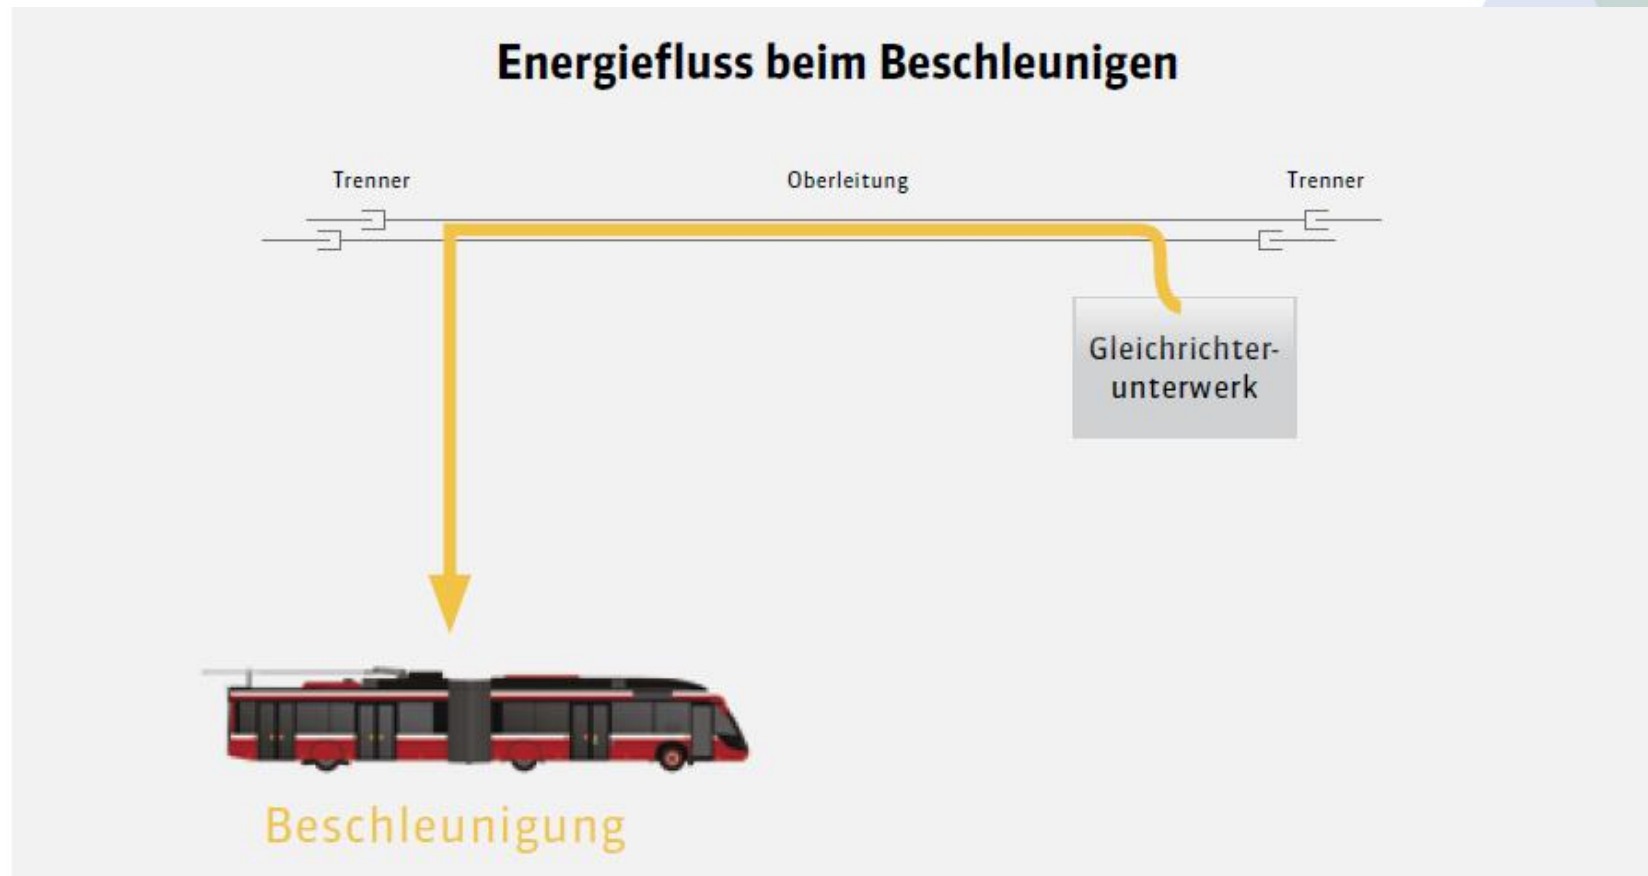 Energiefluss beim Beschleunigen
Trenner
Oberleitung
Trenner
Gleichrichter-
unterwerk
Beschleunigung